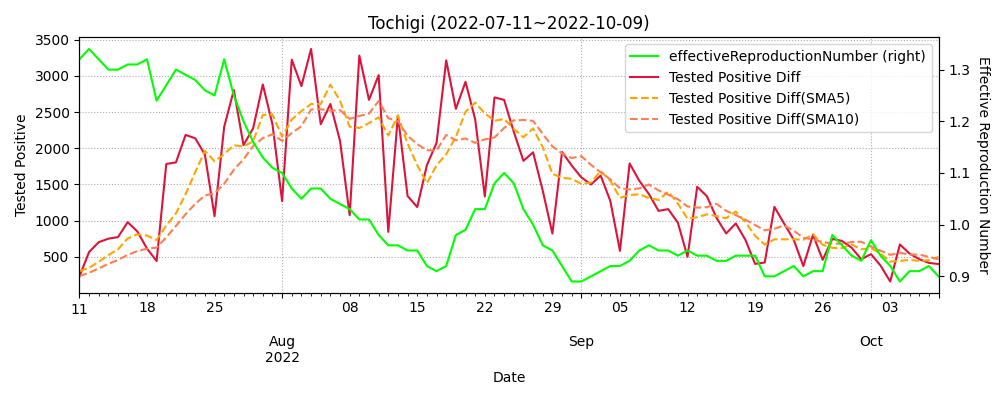 Tochigi (2022-07-11~2022-10-09)
effectiveReproductionNumber (right)
Tested Positive Diff
Tested Positive Diff(SMA5)
Tested Positive Diff(SMA10)
Tested Positive
3500
3000
2500
2000
1500
1000
500
1.3
1.2
1.1
1.0
0.9
Effective Reproduction Number
11 18 25 08 15 22 29 05 12 19 26 03
Aug Sep Oct
2022
Date